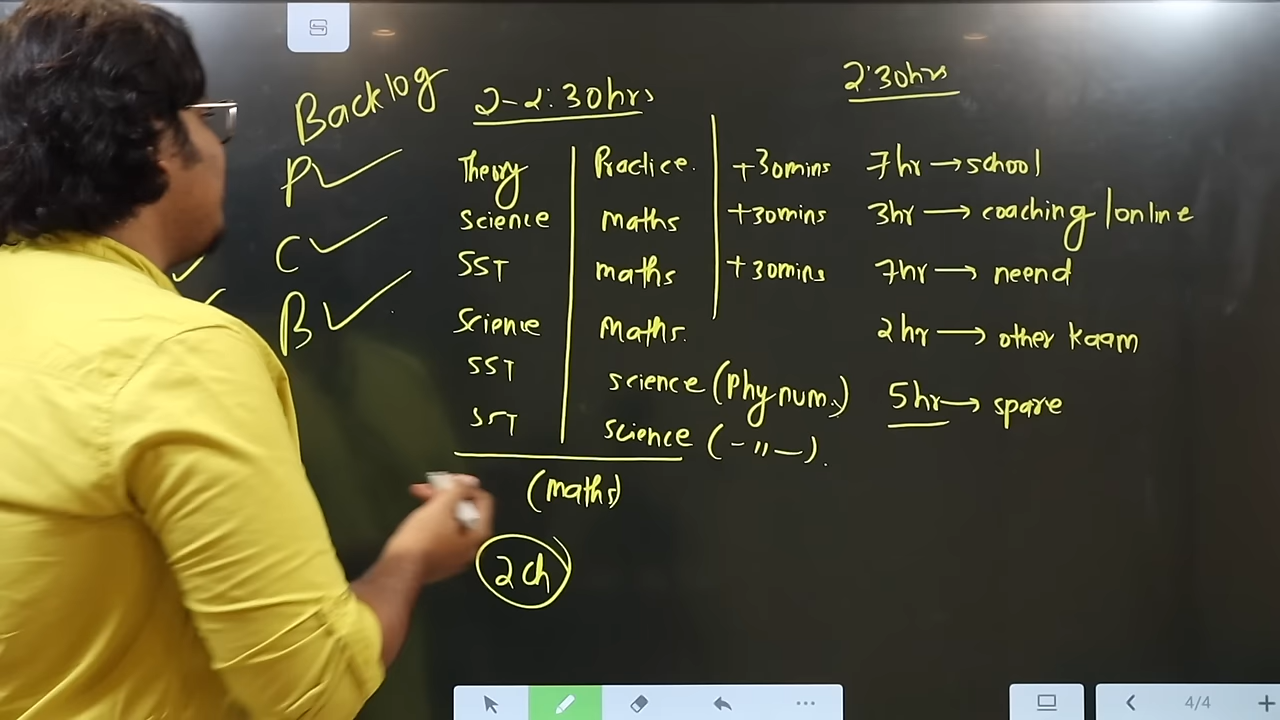 Backlog
P
C
B
2-2:30hrs
Theory Practice. +30mins
Science maths +30mins
SST maths +30mins
Science Maths.
SST science (Phy num.)
SST science (-"-).
(maths)
2 ch
2:30hrs
7hr → school
3hr → coaching / online
7hr → neend
2hr → other kaam
5hr → spare
4/4